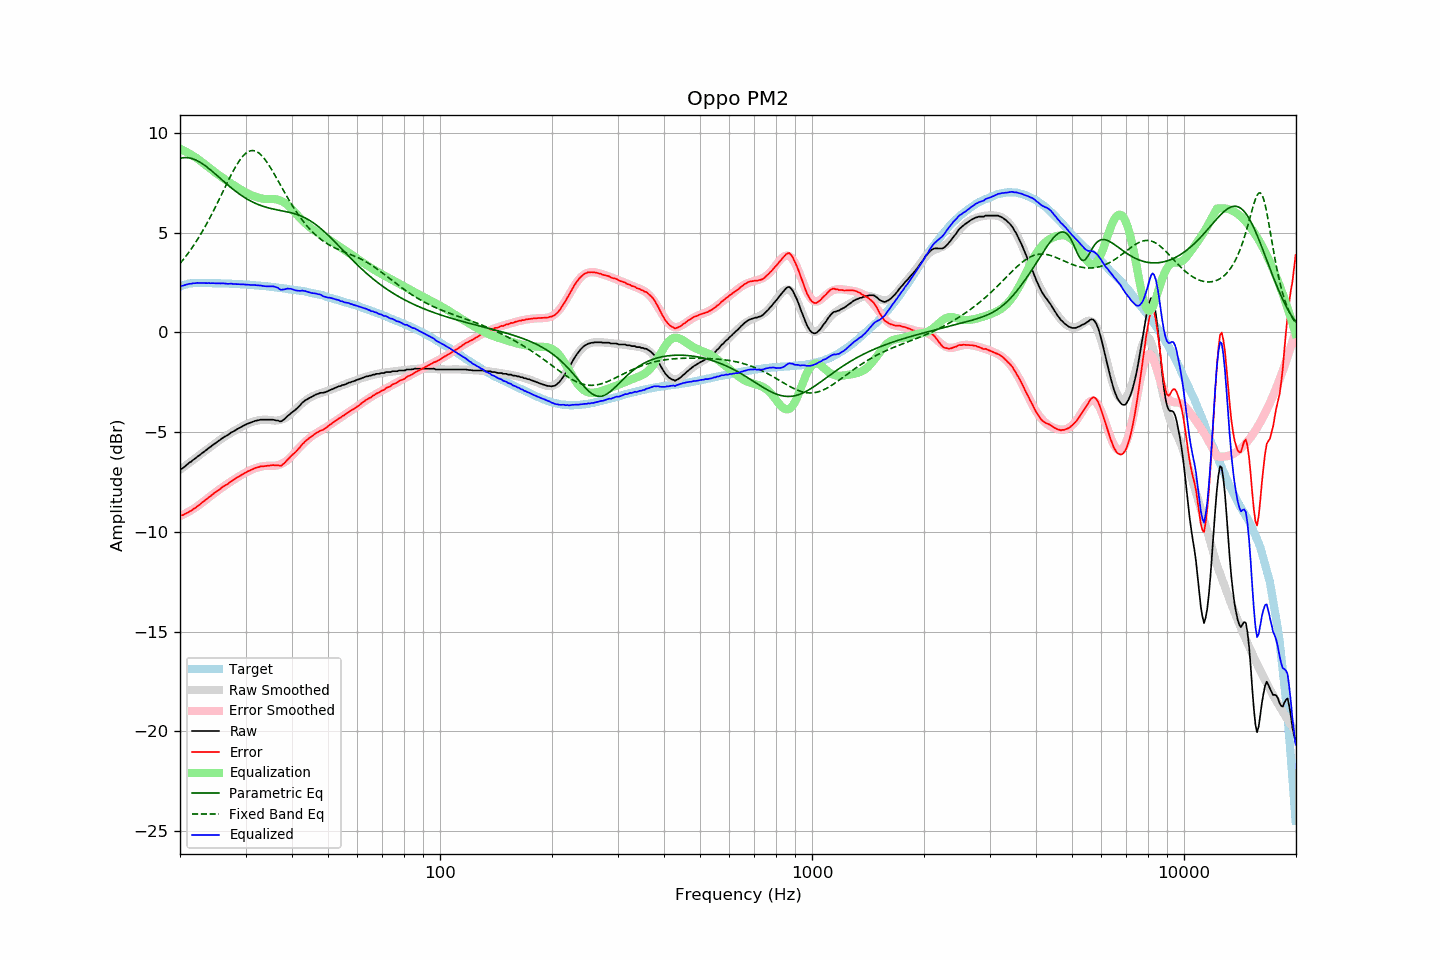 Oppo PM2
Amplitude (dBr)
10
5
0
−5
−10
−15
−20
−25
Target
Raw Smoothed
Error Smoothed
Raw
Error
Equalization
Parametric Eq
Fixed Band Eq
Equalized
100
1000
10000
Frequency (Hz)